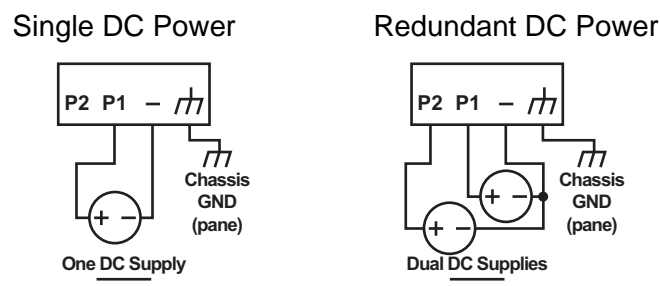 Single DC Power
P2 P1 –
Chassis
GND
(pane)
+ –
One DC Supply
Redundant DC Power
P2 P1 –
Chassis
GND
(pane)
+ –
+ –
Dual DC Supplies